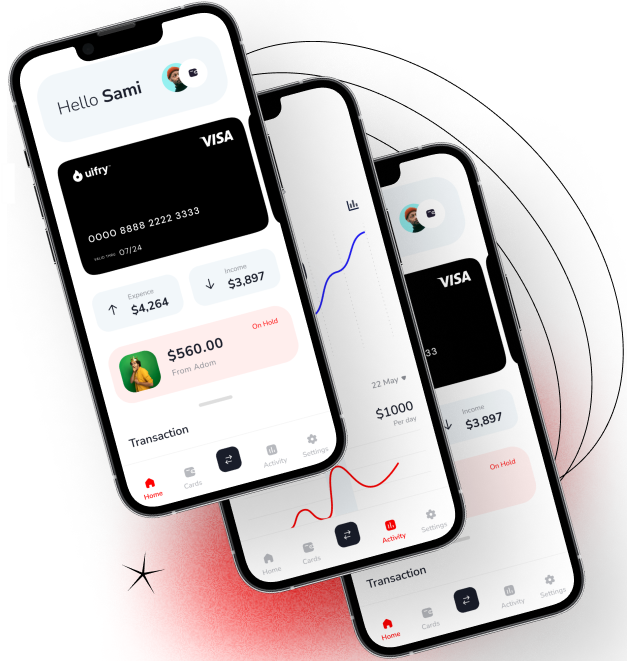 Hello Sami
VISA
uifry
0000 8888 2222 3333
VALID THRU 07/24
Expence
$4,264
Income
$3,897
On Hold
$560.00
From Adom
Transaction
Home
Cards
Activity
Settings
22 May
$1000
Per day
Home
Cards
Activity
Settings
VISA
33
Income
$3,897
On Hold
Transaction
Home
Cards
Activity
Settings